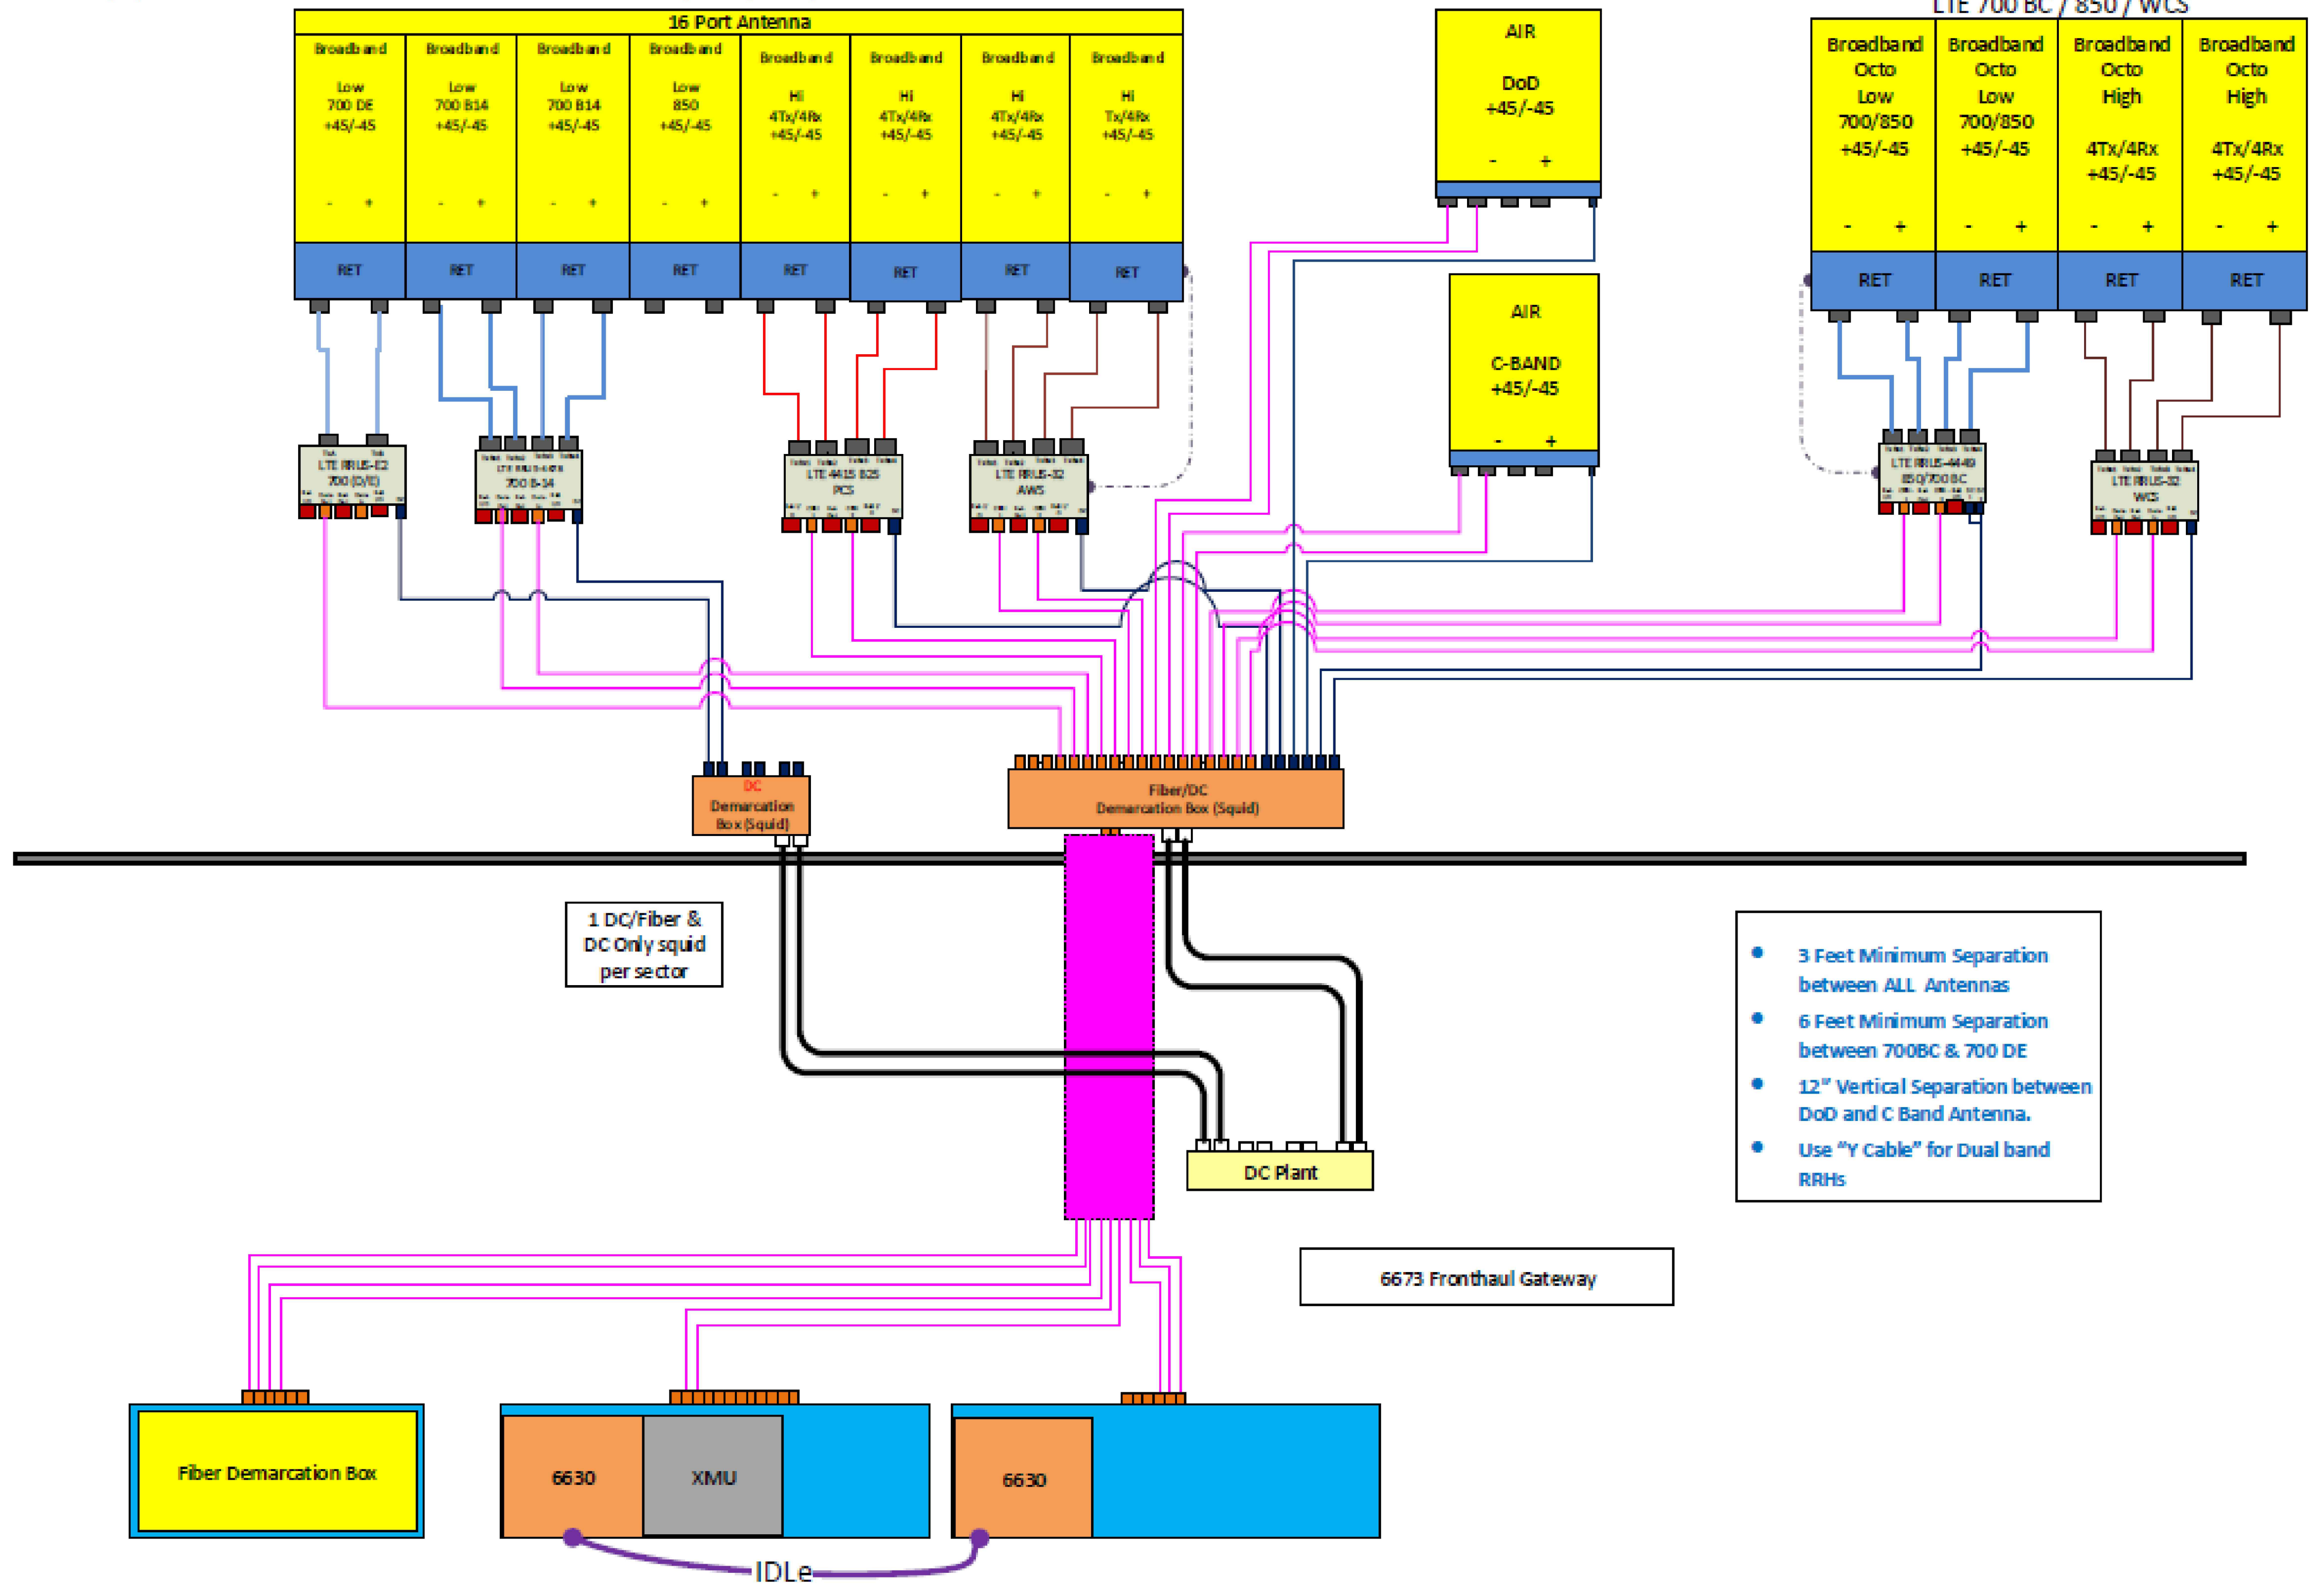 LTE 700 BC / 850 / WCS
16 Port Antenna
Broadband
Low
700 DE
+45/-45
- +
RET
Broadband
Low
700 B14
+45/-45
- +
RET
Broadband
Low
700 B14
+45/-45
- +
RET
Broadband
Low
850
+45/-45
- +
RET
Broadband
Hi
4Tx/4Rx
+45/-45
- +
RET
Broadband
Hi
4Tx/4Rx
+45/-45
- +
RET
Broadband
Hi
4Tx/4Rx
+45/-45
- +
RET
Broadband
Hi
Tx/4Rx
+45/-45
- +
RET
AIR
DoD
+45/-45
- +
AIR
C-BAND
+45/-45
- +
Broadband
Octo
Low
700/850
+45/-45
- +
RET
Broadband
Octo
Low
700/850
+45/-45
- +
RET
Broadband
Octo
High
4Tx/4Rx
+45/-45
- +
RET
Broadband
Octo
High
4Tx/4Rx
+45/-45
- +
RET
LTE RRUS-E2
700 (D/E)
LTE
700 B-14
LTE 4415 B25
PCS
LTE RRUS-32
AWS
LTE RRUS-4449
850/700 BC
LTE RRUS-32
WCS
DC
Demarcation
Box (Squid)
Fiber/DC
Demarcation Box (Squid)
1 DC/Fiber &
DC Only squid
per sector
• 3 Feet Minimum Separation
between ALL Antennas
• 6 Feet Minimum Separation
between 700BC & 700 DE
• 12" Vertical Separation between
DoD and C Band Antenna.
• Use “Y Cable” for Dual band
RRHs
DC Plant
6673 Fronthaul Gateway
Fiber Demarcation Box
6630
XMU
6630
IDLe